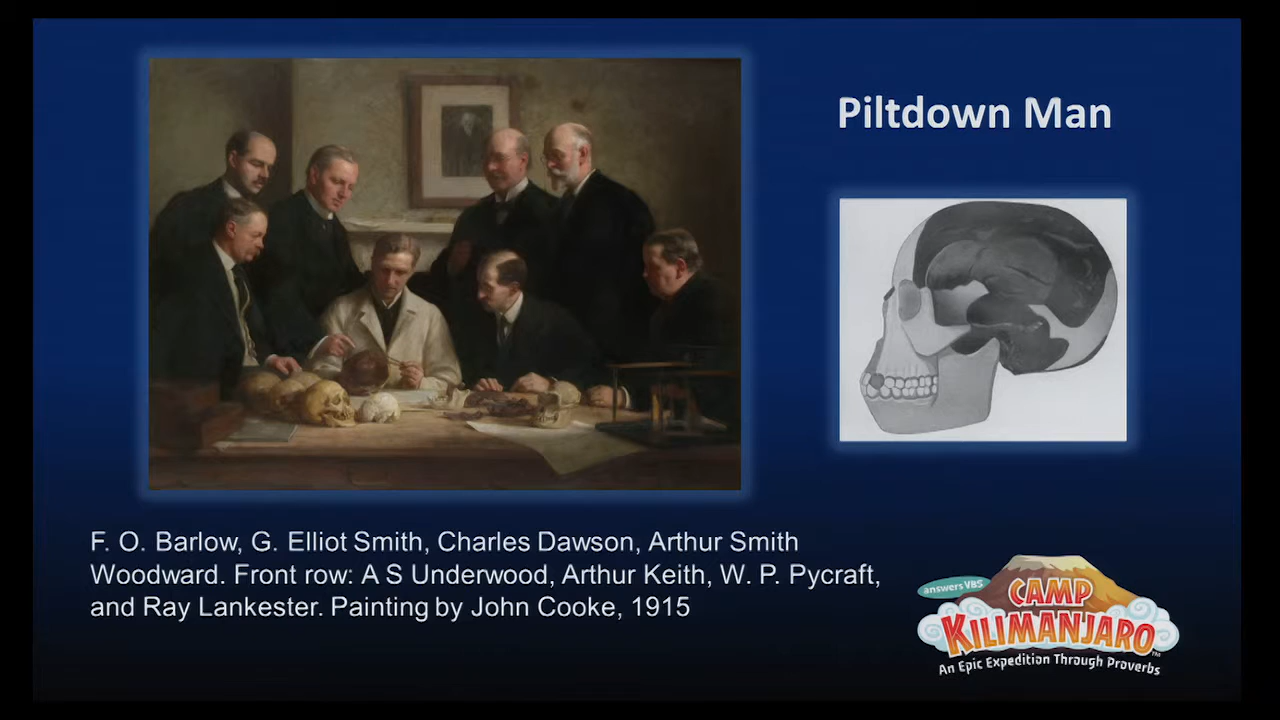 Piltdown Man
F. O. Barlow, G. Elliot Smith, Charles Dawson, Arthur Smith
Woodward. Front row: A S Underwood, Arthur Keith, W. P. Pycraft,
and Ray Lankester. Painting by John Cooke, 1915
answers VBS
CAMP
KILIMANJARO™
An Epic Expedition Through Proverbs